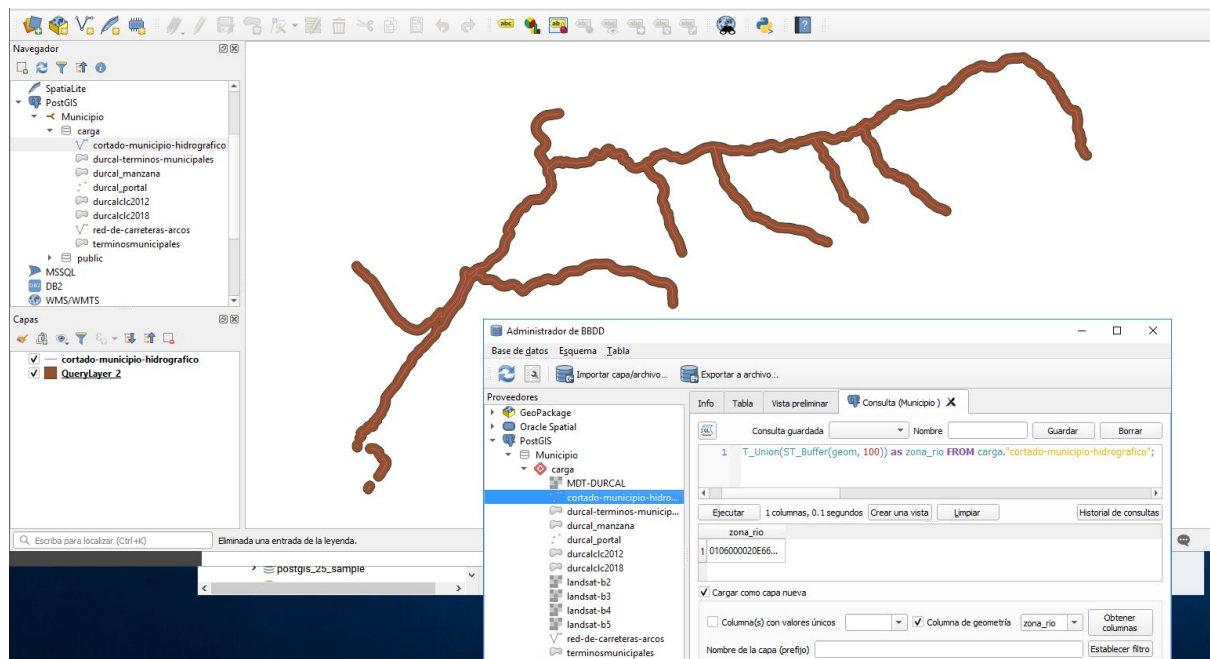 abc
abc
Navegador
SpatiaLite
PostGIS
Municipio
carga
cortado-municipio-hidrografico
durcal-terminos-municipales
durcal_manzana
durcal_portal
durcalclc2012
durcalclc2018
red-de-carreteras-arcos
terminosmunicipales
public
MSSQL
DB2
WMS/WMTS
Capas
cortado-municipio-hidrografico
QueryLayer_2
Escriba para localizar (Ctrl+K)
Eliminada una entrada de la leyenda.
postgis_25_sample
Administrador de BBDD
Base de datos Esquema Tabla
Importar capa/archivo... Exportar a archivo...
Proveedores
GeoPackage
Oracle Spatial
PostGIS
Municipio
carga
MDT-DURCAL
cortado-municipio-hidro...
durcal-terminos-municip...
durcal_manzana
durcal_portal
durcalclc2012
durcalclc2018
landsat-b2
landsat-b3
landsat-b4
landsat-b5
red-de-carreteras-arcos
terminosmunicipales
Info Tabla Vista preliminar Consulta (Municipio ) X
Consulta guardada Nombre Guardar Borrar
1 T_Union(ST_Buffer(geom, 100)) as zona_rio FROM carga."cortado-municipio-hidrografico";
Ejecutar 1 columnas, 0.1 segundos Crear una vista Limpiar Historial de consultas
zona_rio
1 0106000020E66...
Cargar como capa nueva
Columna(s) con valores únicos Columna de geometría zona_rio Obtener columnas
Nombre de la capa (prefijo) Establecer filtro